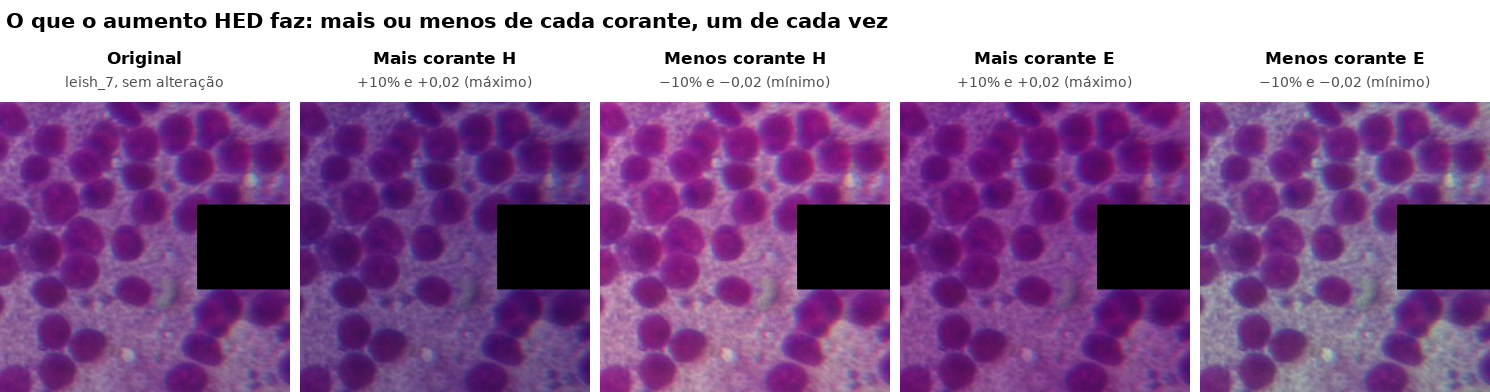 O que o aumento HED faz: mais ou menos de cada corante, um de cada vez
Original
leish_7, sem alteração
Mais corante H
+10% e +0,02 (máximo)
Menos corante H
−10% e −0,02 (mínimo)
Mais corante E
+10% e +0,02 (máximo)
Menos corante E
−10% e −0,02 (mínimo)